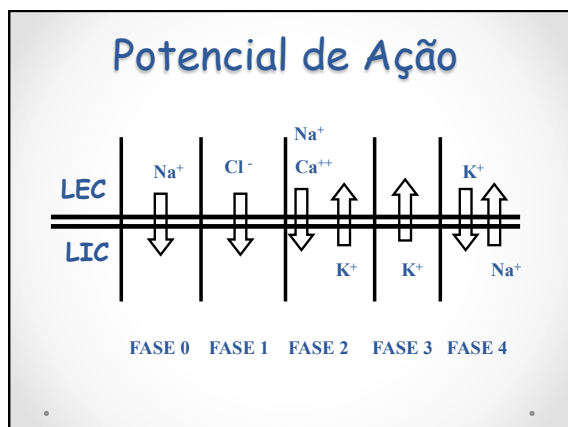 Potencial de Ação
Na⁺
Na⁺ Cl ⁻ Ca⁺⁺ K⁺
LEC
LIC
K⁺ K⁺ Na⁺
FASE 0 FASE 1 FASE 2 FASE 3 FASE 4